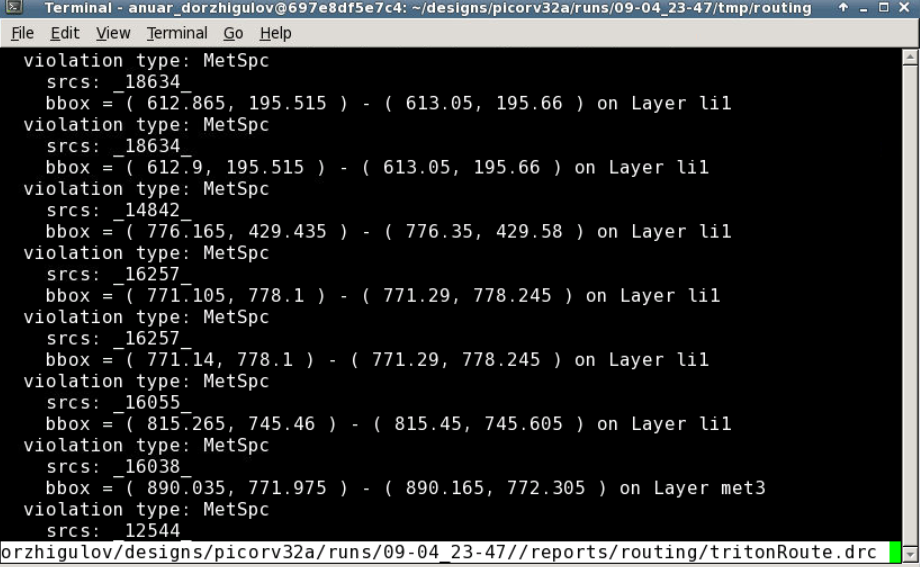 Terminal - anuar_dorzhigulov@697e8df5e7c4: ~/designs/picorv32a/runs/09-04_23-47/tmp/routing
File Edit View Terminal Go Help
violation type: MetSpc
srcs: _18634_
bbox = ( 612.865, 195.515 ) - ( 613.05, 195.66 ) on Layer li1
violation type: MetSpc
srcs: _18634_
bbox = ( 612.9, 195.515 ) - ( 613.05, 195.66 ) on Layer li1
violation type: MetSpc
srcs: _14842_
bbox = ( 776.165, 429.435 ) - ( 776.35, 429.58 ) on Layer li1
violation type: MetSpc
srcs: _16257_
bbox = ( 771.105, 778.1 ) - ( 771.29, 778.245 ) on Layer li1
violation type: MetSpc
srcs: _16257_
bbox = ( 771.14, 778.1 ) - ( 771.29, 778.245 ) on Layer li1
violation type: MetSpc
srcs: _16055_
bbox = ( 815.265, 745.46 ) - ( 815.45, 745.605 ) on Layer li1
violation type: MetSpc
srcs: _16038_
bbox = ( 890.035, 771.975 ) - ( 890.165, 772.305 ) on Layer met3
violation type: MetSpc
srcs: _12544_
orzhigulov/designs/picorv32a/runs/09-04_23-47//reports/routing/tritonRoute.drc